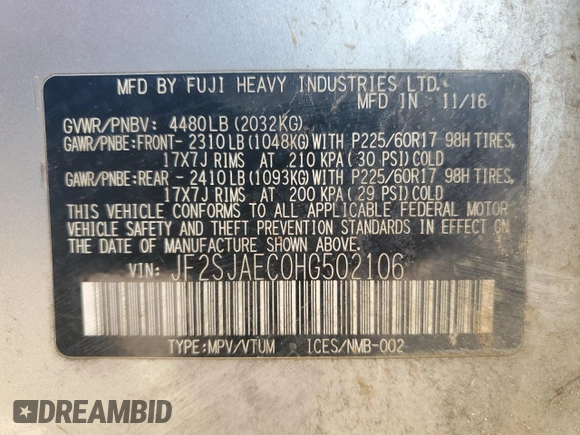 MFD BY FUJI HEAVY INDUSTRIES LTD.
MFD IN 11/16
GVWR/PNBV: 4480LB(2032KG)
GAWR/PNBE:FRONT-2310LB(1048KG)WITH P225/60R17 98H TIRES,
17X7J RIMS AT 210 KPA(30 PSI)COLD
GAWR/PNBE:REAR -2410LB(1093KG)WITH P225/60R17 98H TIRES,
17X7J RIMS AT 200 KPA(29 PSI)COLD
THIS VEHICLE CONFORMS TO ALL APPLICABLE FEDERAL MOTOR
VEHICLE SAFETY AND THEFT PREVENTION STANDARDS IN EFFECT
ON THE DATE OF MANUFACTURE SHOWN ABOVE.
VIN: JF2SJAEC0HG502106
TYPE:MPV/VTUM ICES/NMB-002
DREAMBID